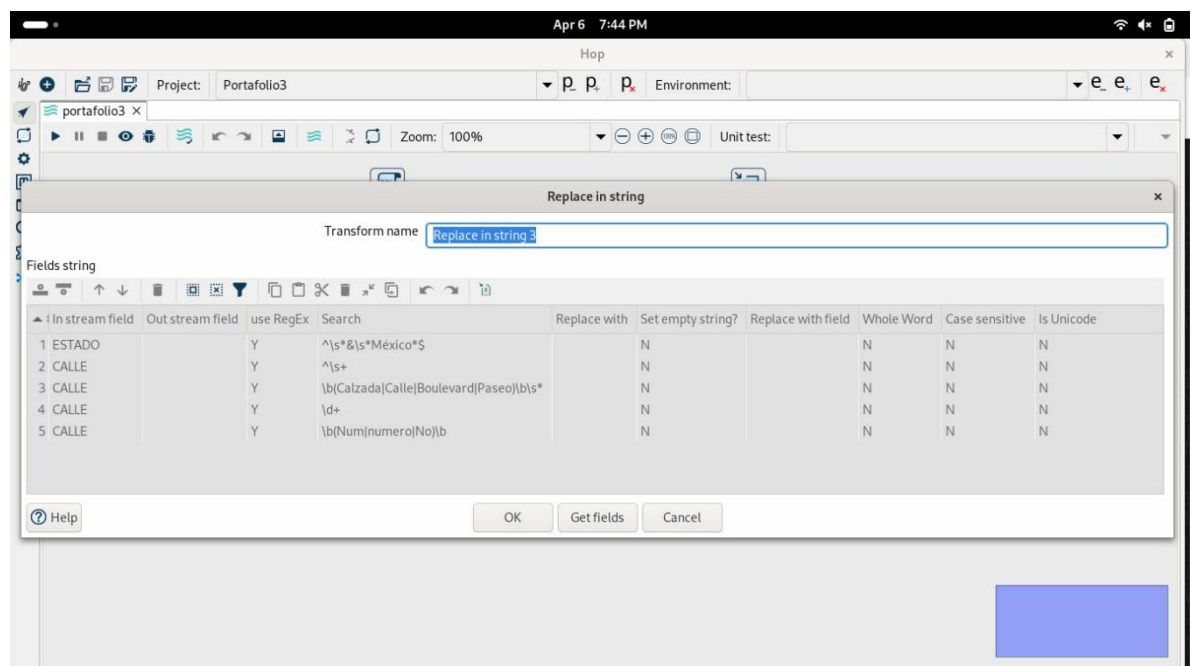 Apr 6 7:44 PM
Hop
Project: Portafolio3 Environment:
portafolio3
Zoom: 100% Unit test:
Replace in string
Transform name Replace in string 3
Fields string
In stream field Out stream field use RegEx Search Replace with Set empty string? Replace with field Whole Word Case sensitive Is Unicode
1 ESTADO Y ^\s*&\s*México*$ N N N N
2 CALLE Y ^\s+ N N N N
3 CALLE Y \b(Calzada|Calle|Boulevard|Paseo)\b\s* N N N N
4 CALLE Y \d+ N N N N
5 CALLE Y \b(Num|numero|No)\b N N N N
Help OK Get fields Cancel